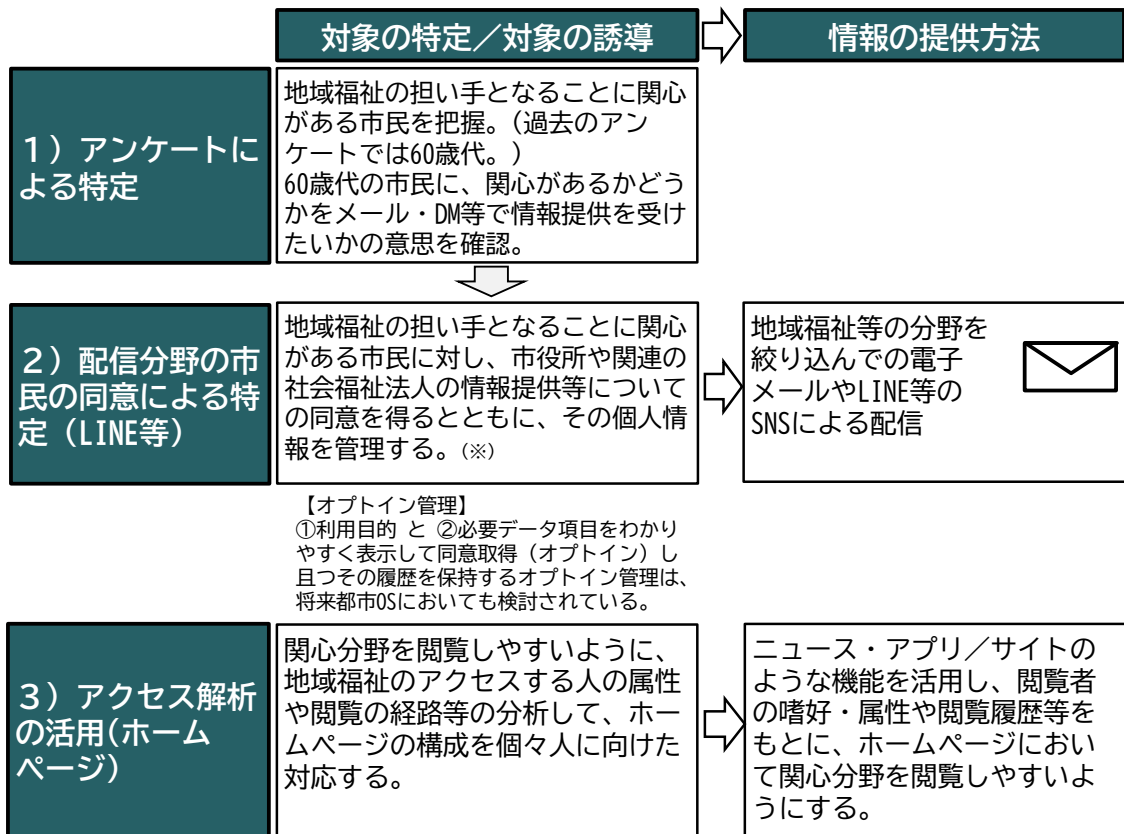 対象の特定／対象の誘導
情報の提供方法
１）アンケートに
よる特定
地域福祉の担い手となることに関心
がある市民を把握。(過去のアン
ケートでは60歳代。)
60歳代の市民に、関心があるかどう
かをメール・DM等で情報提供を受け
たいかの意思を確認。
２）配信分野の市
民の同意による特
定（LINE等）
地域福祉の担い手となることに関心
がある市民に対し、市役所や関連の
社会福祉法人の情報提供等について
の同意を得るとともに、その個人情
報を管理する。(※)
地域福祉等の分野を
絞り込んでの電子
メールやLINE等の
SNSによる配信
【オプトイン管理】
①利用目的 と ②必要データ項目をわかり
やすく表示して同意取得（オプトイン）し
且つその履歴を保持するオプトイン管理は、
将来都市OSにおいても検討されている。
３）アクセス解析
の活用(ホーム
ページ）
関心分野を閲覧しやすいように、
地域福祉のアクセスする人の属性
や閲覧の経路等の分析して、ホー
ムページの構成を個々人に向けた
対応する。
ニュース・アプリ／サイトの
ような機能を活用し、閲覧者
の嗜好・属性や閲覧履歴等を
もとに、ホームページにおい
て関心分野を閲覧しやすいよ
うにする。